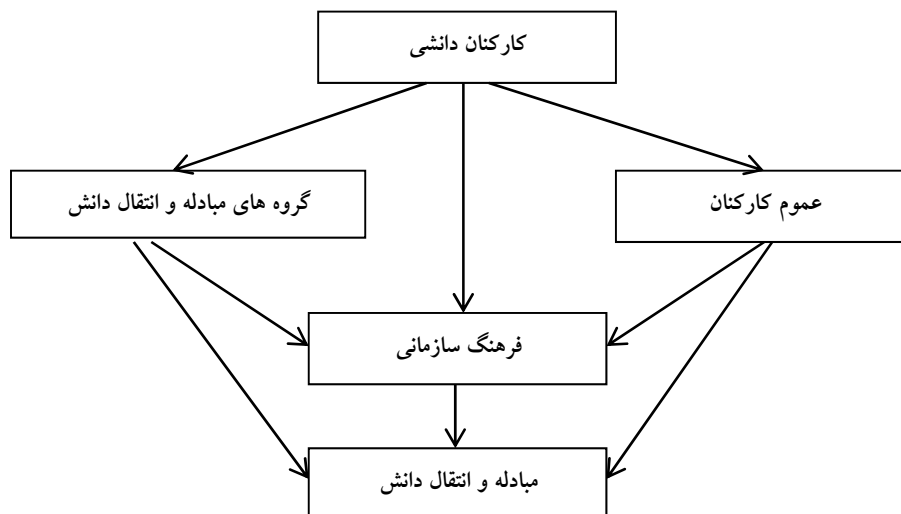 کارکنان دانشی
عموم کارکنان
گروه های مبادله و انتقال دانش
فرهنگ سازمانی
مبادله و انتقال دانش